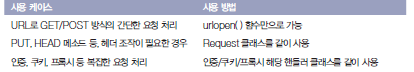 사용 케이스 사용 방법
URL로 GET/POST 방식의 간단한 요청 처리 urlopen( ) 함수만으로 가능
PUT, HEAD 메소드 등, 헤더 조작이 필요한 경우 Request 클래스를 같이 사용
인증, 쿠키, 프록시 등 복잡한 요청 처리 인증/쿠키/프록시 해당 핸들러 클래스를 같이 사용